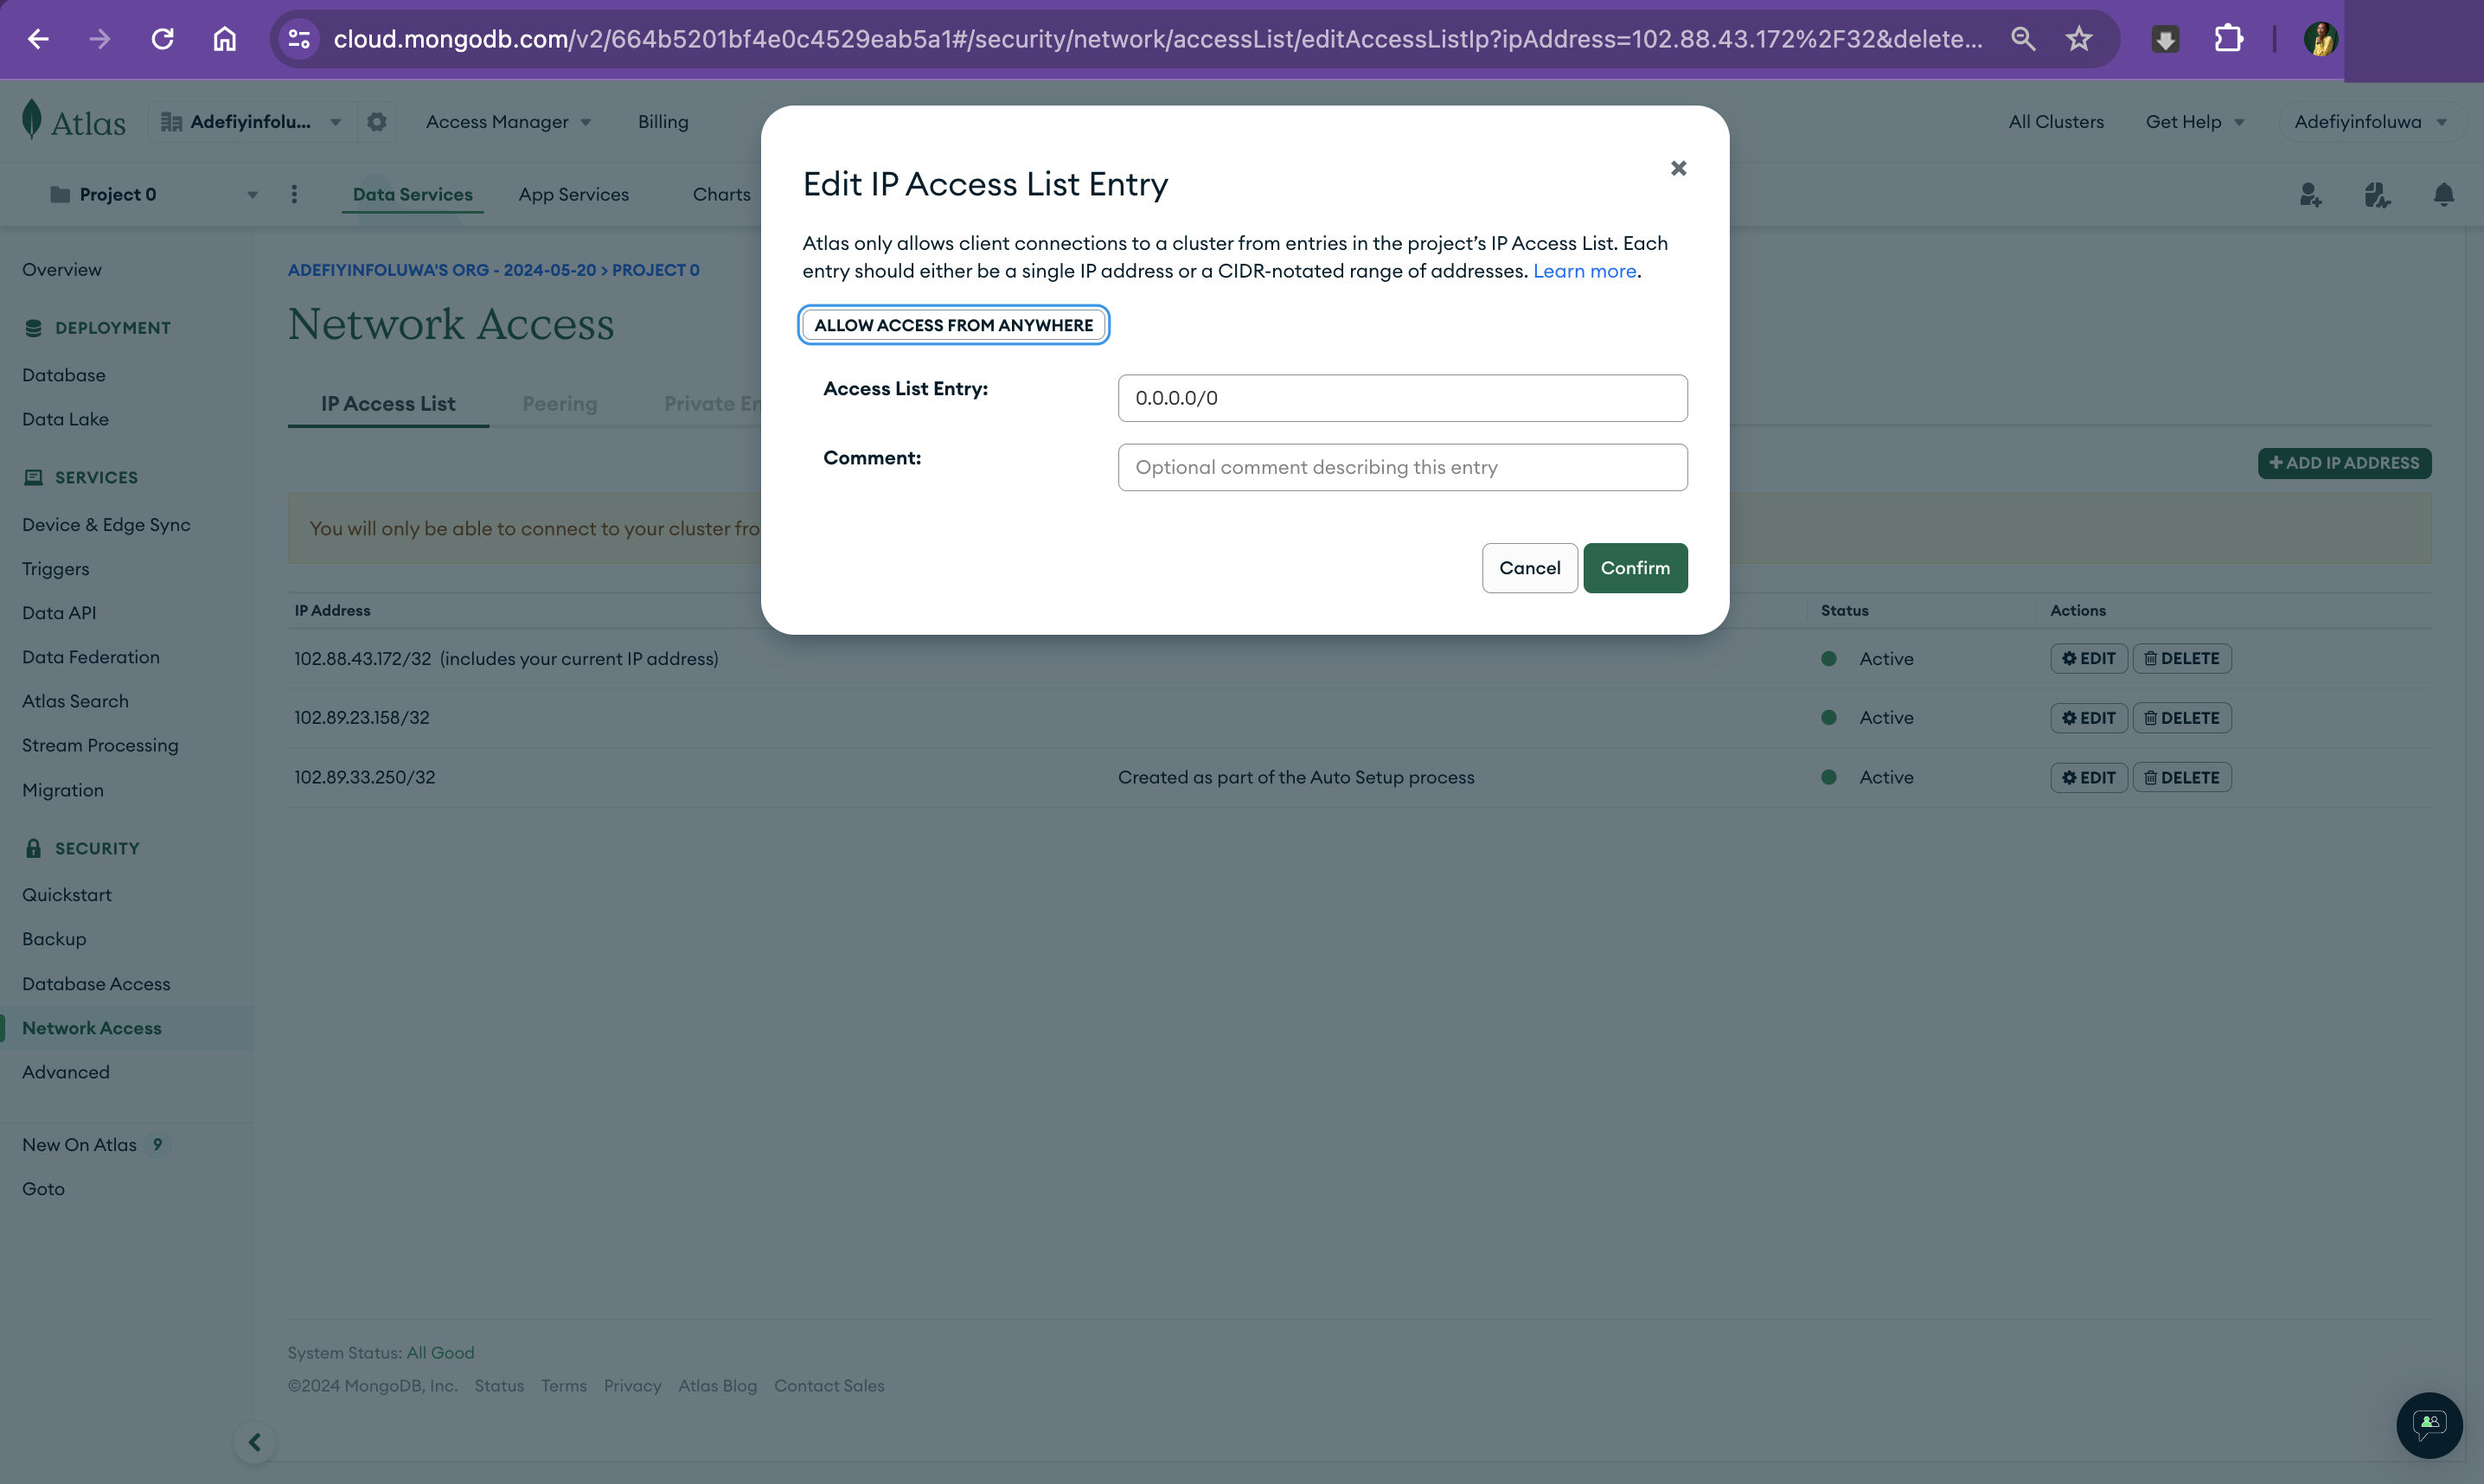 cloud.mongodb.com/v2/664b5201bf4e0c4529eab5a1#/security/network/accessList/editAccessListIp?ipAddress=102.88.43.172%2F32&delete...
Atlas
Adefiyinfolu...
Access Manager
Billing
All Clusters
Get Help
Adefiyinfoluwa
Project 0
Data Services
App Services
Charts
Overview
DEPLOYMENT
Database
Data Lake
SERVICES
Device & Edge Sync
Triggers
Data API
Data Federation
Atlas Search
Stream Processing
Migration
SECURITY
Quickstart
Backup
Database Access
Network Access
Advanced
New On Atlas 9
Goto
ADEFIYINFOLUWA'S ORG - 2024-05-20 > PROJECT 0
Network Access
IP Access List
Peering
Private En
+ ADD IP ADDRESS
You will only be able to connect to your cluster fro
IP Address
Status
Actions
102.88.43.172/32 (includes your current IP address)
Active
EDIT
DELETE
102.89.23.158/32
Active
EDIT
DELETE
102.89.33.250/32
Created as part of the Auto Setup process
Active
EDIT
DELETE
Edit IP Access List Entry
Atlas only allows client connections to a cluster from entries in the project’s IP Access List. Each
entry should either be a single IP address or a CIDR-notated range of addresses. Learn more.
ALLOW ACCESS FROM ANYWHERE
Access List Entry:
0.0.0.0/0
Comment:
Optional comment describing this entry
Cancel
Confirm
System Status: All Good
©2024 MongoDB, Inc. Status Terms Privacy Atlas Blog Contact Sales